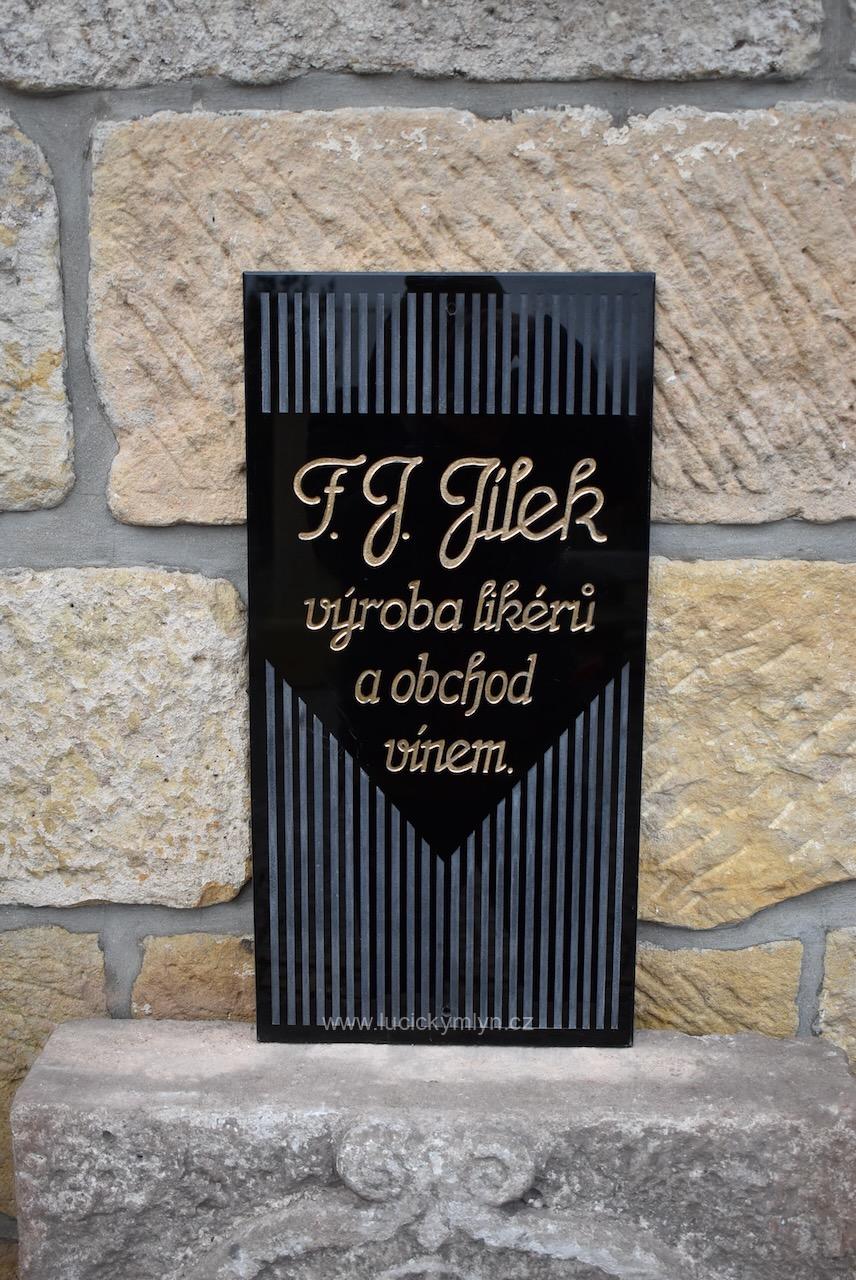 F. J. Jílek
výroba likérů
a obchod
vínem.
www.lucickymlyn.cz